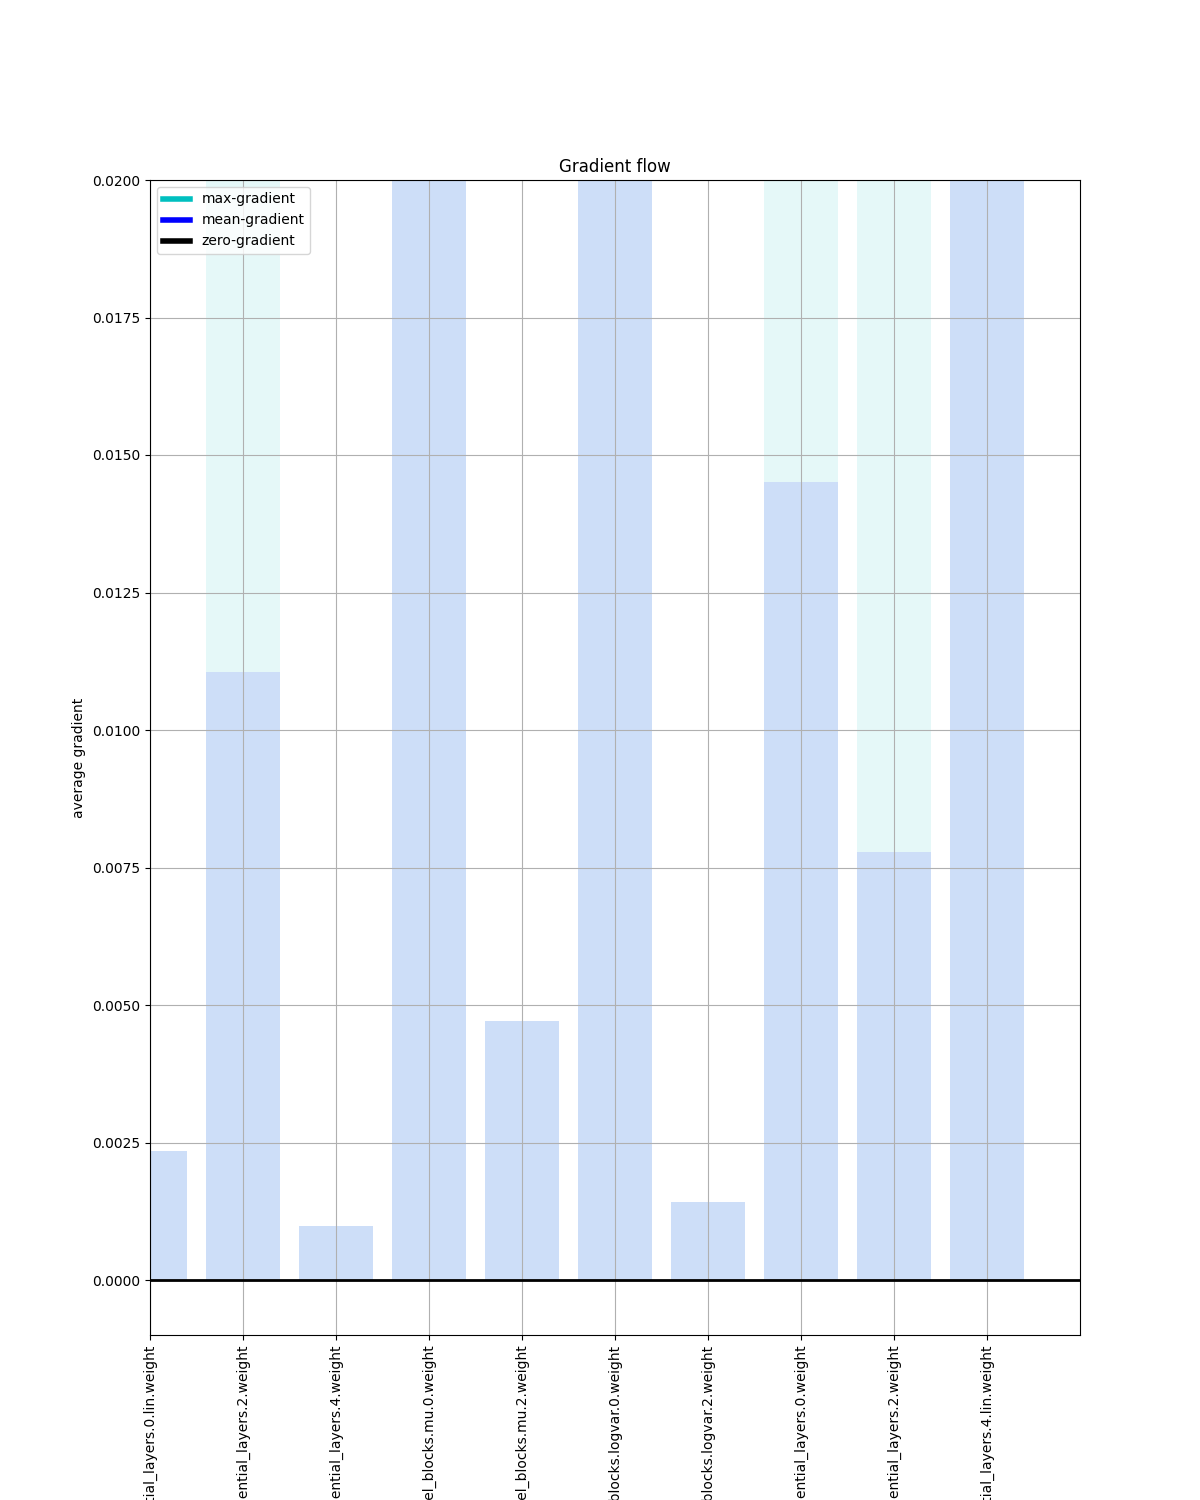 Gradient flow
max-gradient
mean-gradient
zero-gradient
0.0200
0.0175
0.0150
0.0125
0.0100
0.0075
0.0050
0.0025
0.0000
average gradient
tial_layers.0.lin.weight
ential_layers.2.weight
ential_layers.4.weight
el_blocks.mu.0.weight
el_blocks.mu.2.weight
blocks.logvar.0.weight
blocks.logvar.2.weight
ential_layers.0.weight
ential_layers.2.weight
tial_layers.4.lin.weight